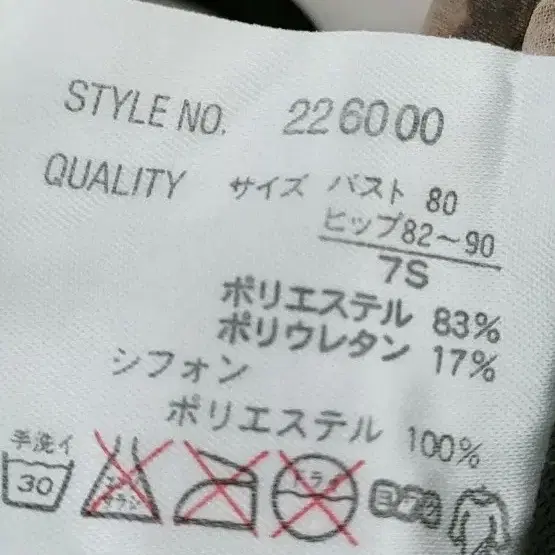 STYLE NO. 226000
QUALITY サイズ バスト 80
ヒップ82～90
7S
ポリエステル 83%
ポリウレタン 17%
シフォン
ポリエステル 100%
手洗イ
30